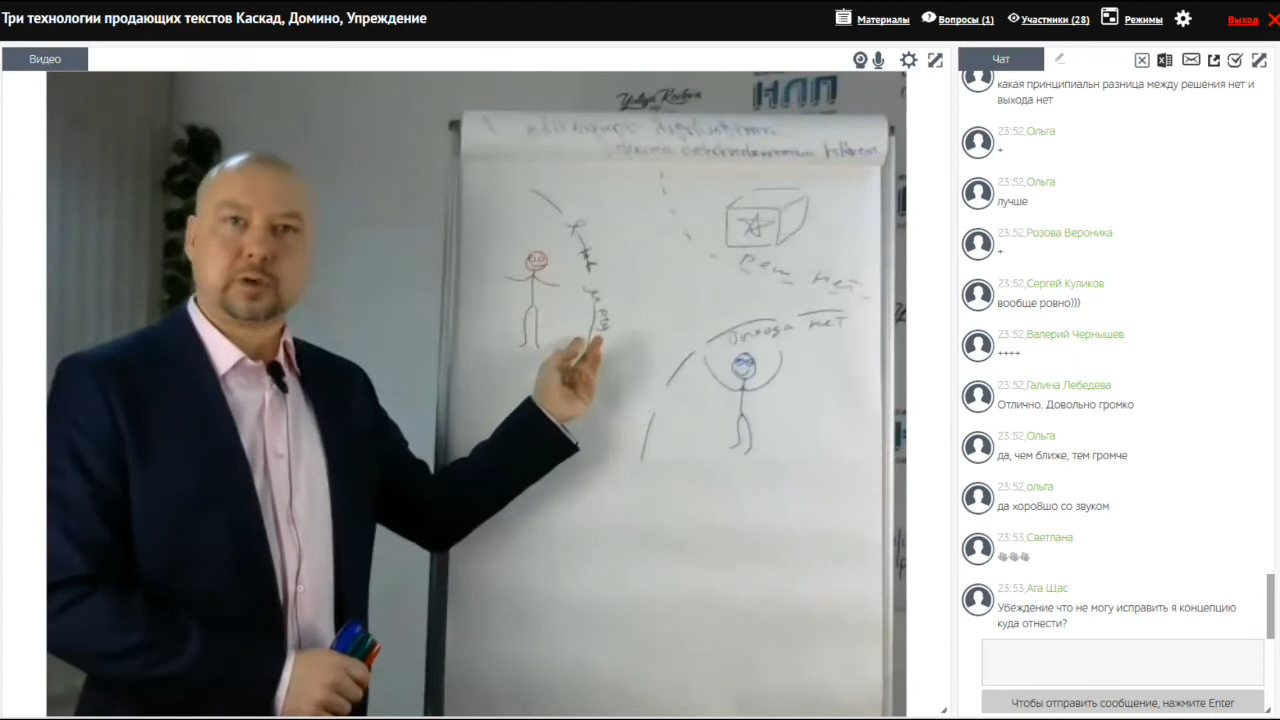 Три технологии продающих текстов Каскад, Домино, Упреждение
Материалы
Вопросы (1)
Участники (28)
Режимы
Выход
Видео
Чат
НЛП
реш нет
выхода нет
какая принципиальн разница между решения нет и
выхода нет
23:52,Ольга
+
23:52,Ольга
лучше
23:52,Розова Вероника
+
23:52,Сергей Куликов
вообще ровно)))
23:52,Валерий Чернышев
++++
23:52,Галина Лебедева
Отлично. Довольно громко
23:52,Ольга
да, чем ближе, тем громче
23:52,ольга
да хоро8шо со звуком
23:53,Светлана
23:53,Ага Щас
Убеждение что не могу исправить я концепцию
куда отнести?
Чтобы отправить сообщение, нажмите Enter